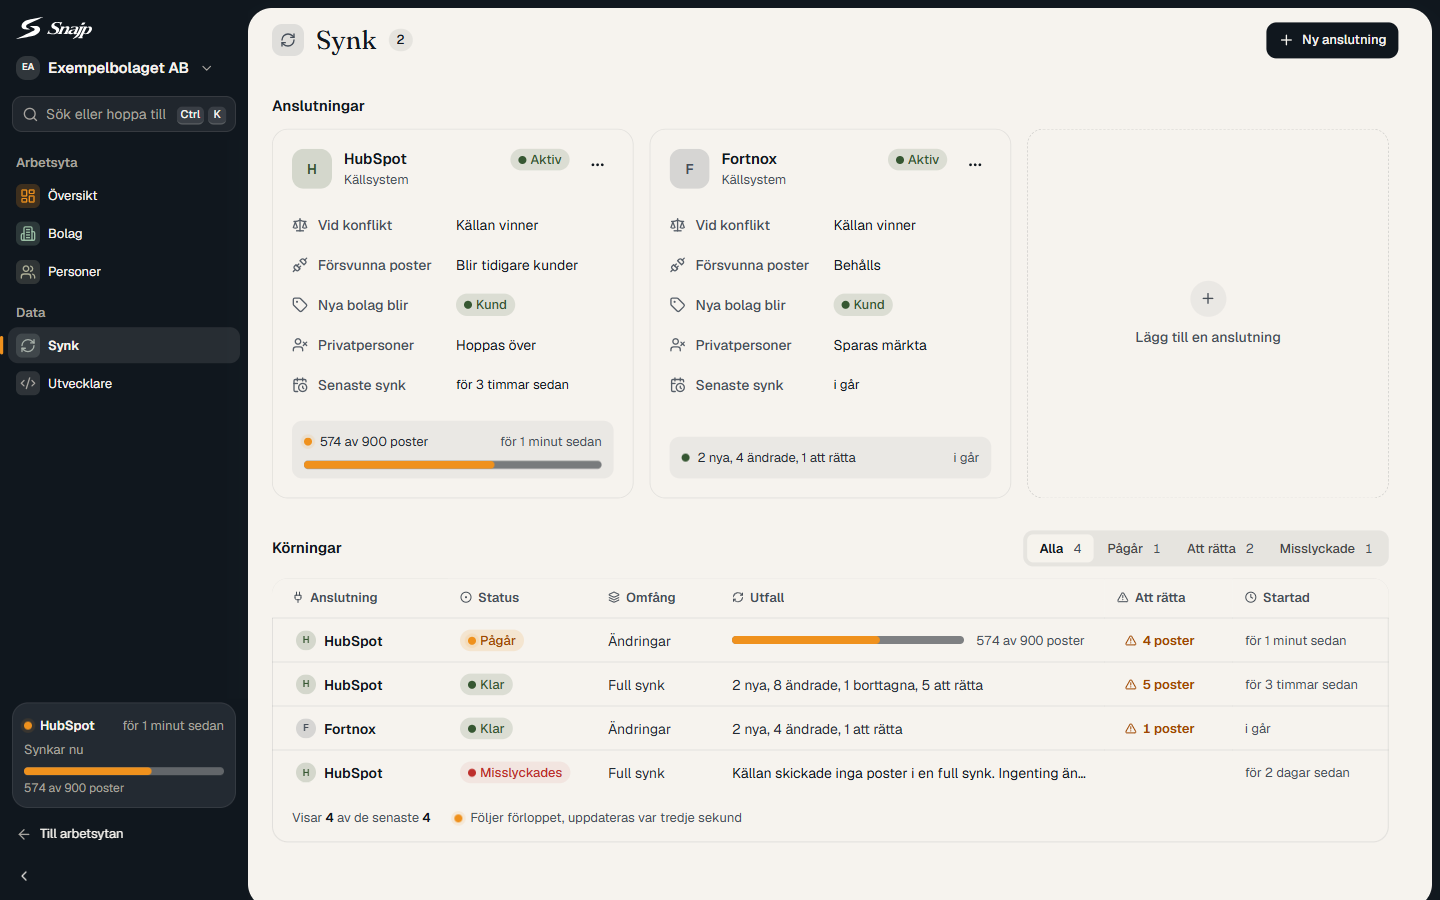 Snajp
EA Exempelbolaget AB
Sök eller hoppa till Ctrl K
Arbetsyta
Översikt
Bolag
Personer
Data
Synk
Utvecklare
HubSpot för 1 minut sedan
Synkar nu
574 av 900 poster
Till arbetsytan
Synk 2
Ny anslutning
Anslutningar
H HubSpot Aktiv
Källsystem
Vid konflikt Källan vinner
Försvunna poster Blir tidigare kunder
Nya bolag blir Kund
Privatpersoner Hoppas över
Senaste synk för 3 timmar sedan
574 av 900 poster för 1 minut sedan
F Fortnox Aktiv
Källsystem
Vid konflikt Källan vinner
Försvunna poster Behålls
Nya bolag blir Kund
Privatpersoner Sparas märkta
Senaste synk i går
2 nya, 4 ändrade, 1 att rätta i går
Lägg till en anslutning
Körningar
Alla 4 Pågår 1 Att rätta 2 Misslyckade 1
Anslutning Status Omfång Utfall Att rätta Startad
H HubSpot Pågår Ändringar 574 av 900 poster 4 poster för 1 minut sedan
H HubSpot Klar Full synk 2 nya, 8 ändrade, 1 borttagna, 5 att rätta 5 poster för 3 timmar sedan
F Fortnox Klar Ändringar 2 nya, 4 ändrade, 1 att rätta 1 poster i går
H HubSpot Misslyckades Full synk Källan skickade inga poster i en full synk. Ingenting än… för 2 dagar sedan
Visar 4 av de senaste 4 Följer förloppet, uppdateras var tredje sekund